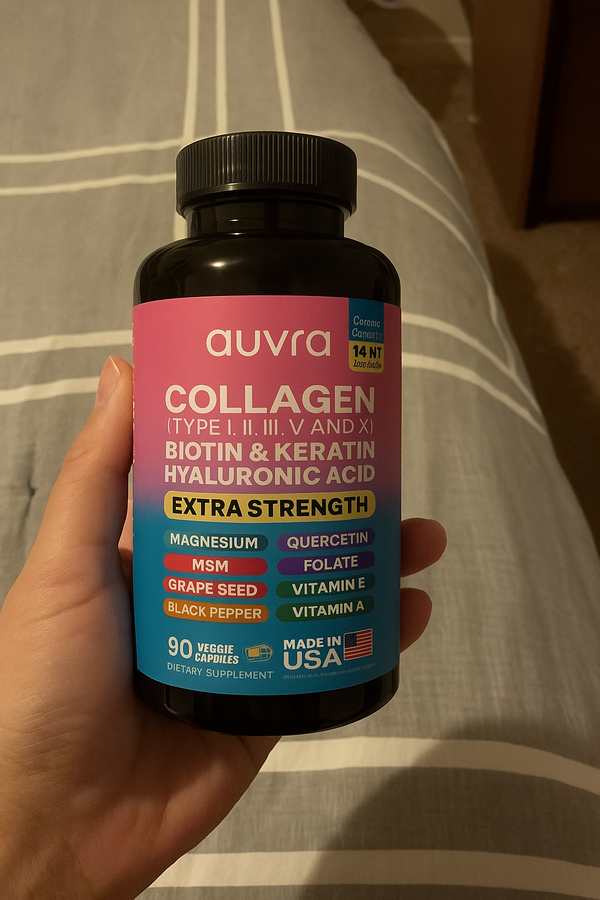 auvra
14 NT
COLLAGEN
(TYPE I, II, III, V AND X)
BIOTIN & KERATIN
HYALURONIC ACID
EXTRA STRENGTH
MAGNESIUM
QUERCETIN
MSM
FOLATE
GRAPE SEED
VITAMIN E
BLACK PEPPER
VITAMIN A
90 VEGGIE
CAPDILES
MADE IN
USA
DIETARY SUPPLEMENT